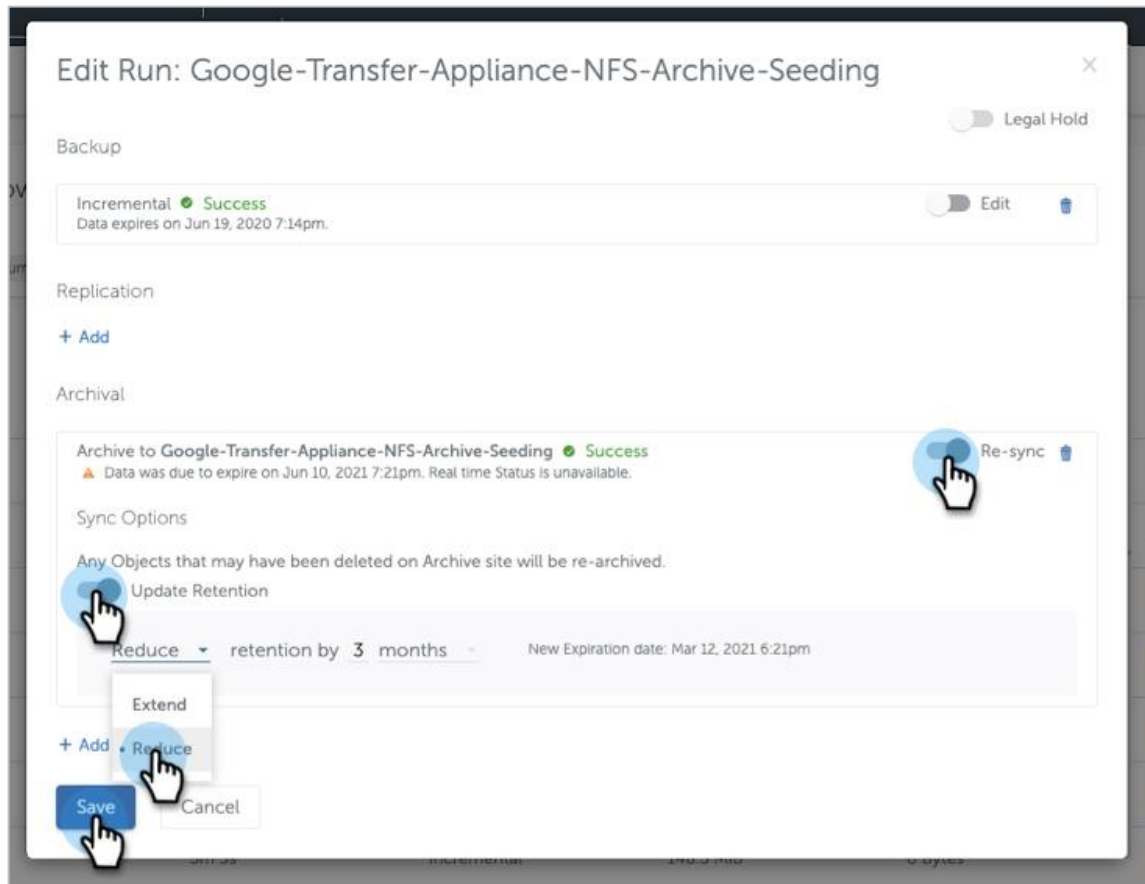 Edit Run: Google-Transfer-Appliance-NFS-Archive-Seeding
Legal Hold
Backup
Incremental Success
Edit
Data expires on Jun 19, 2020 7:14pm.
Replication
+ Add
Archival
Archive to Google-Transfer-Appliance-NFS-Archive-Seeding Success
Re-sync
Data was due to expire on Jun 10, 2021 7:21pm. Real time Status is unavailable.
Sync Options
Any Objects that may have been deleted on Archive site will be re-archived.
Update Retention
Reduce retention by 3 months New Expiration date: Mar 12, 2021 6:21pm
Extend
+ Add
Reduce
Save Cancel